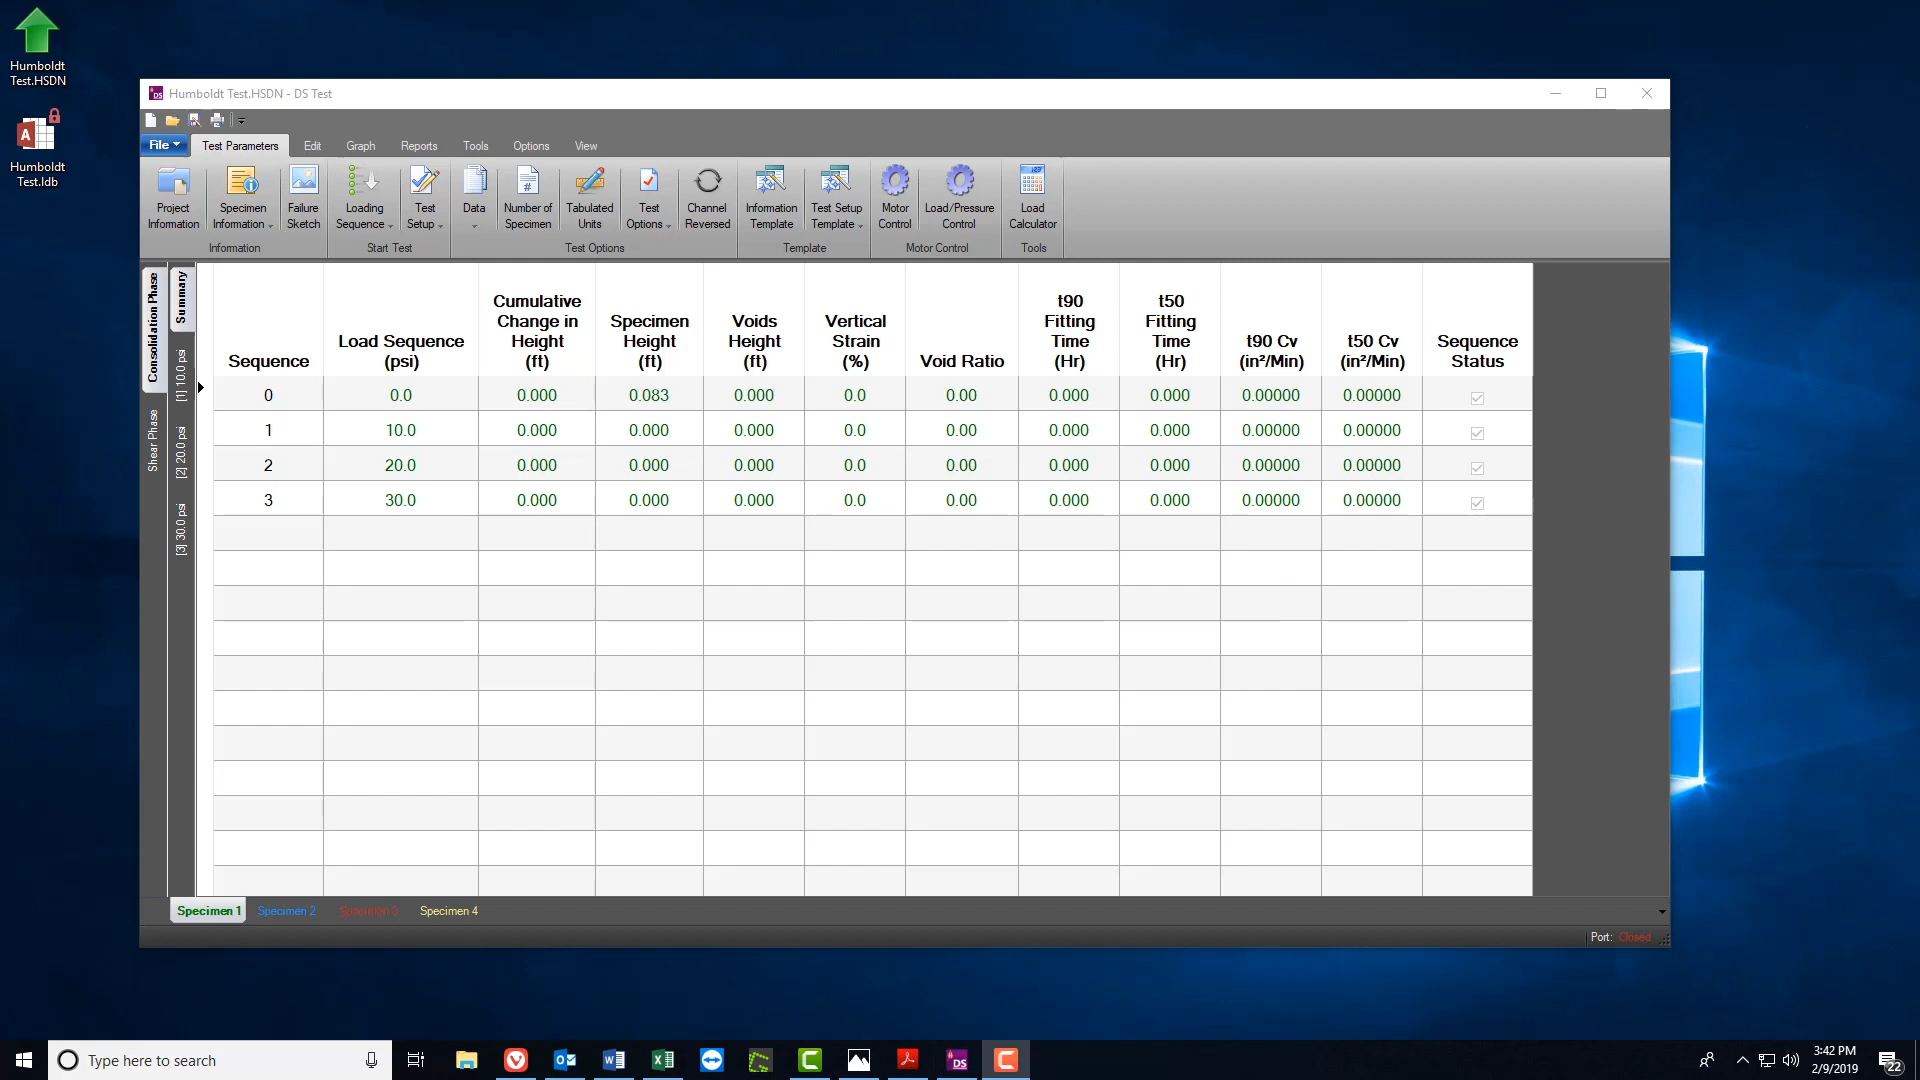 Humboldt
Test.HSDN
Humboldt
Test.ldb
Humboldt Test.HSDN - DS Test
File
Test Parameters
Edit
Graph
Reports
Tools
Options
View
Project
Information
Specimen
Information
Failure
Sketch
Information
Loading
Sequence
Test
Setup
Start Test
Data
Number of
Specimen
Tabulated
Units
Test
Options
Channel
Reversed
Test Options
Information
Template
Test Setup
Template
Template
Motor
Control
Load/Pressure
Control
Motor Control
Load
Calculator
Tools
Consolidation Phase
Shear Phase
Summary
[1] 10.0 psi
[2] 20.0 psi
[3] 30.0 psi
Sequence
Load Sequence
(psi)
Cumulative
Change in
Height
(ft)
Specimen
Height
(ft)
Voids
Height
(ft)
Vertical
Strain
(%)
Void Ratio
t90
Fitting
Time
(Hr)
t50
Fitting
Time
(Hr)
t90 Cv
(in²/Min)
t50 Cv
(in²/Min)
Sequence
Status
0 0.0 0.000 0.083 0.000 0.0 0.00 0.000 0.000 0.00000 0.00000
1 10.0 0.000 0.000 0.000 0.0 0.00 0.000 0.000 0.00000 0.00000
2 20.0 0.000 0.000 0.000 0.0 0.00 0.000 0.000 0.00000 0.00000
3 30.0 0.000 0.000 0.000 0.0 0.00 0.000 0.000 0.00000 0.00000
Specimen 1
Specimen 2
Specimen 3
Specimen 4
Port: Closed
Type here to search
3:42 PM
2/9/2019
22